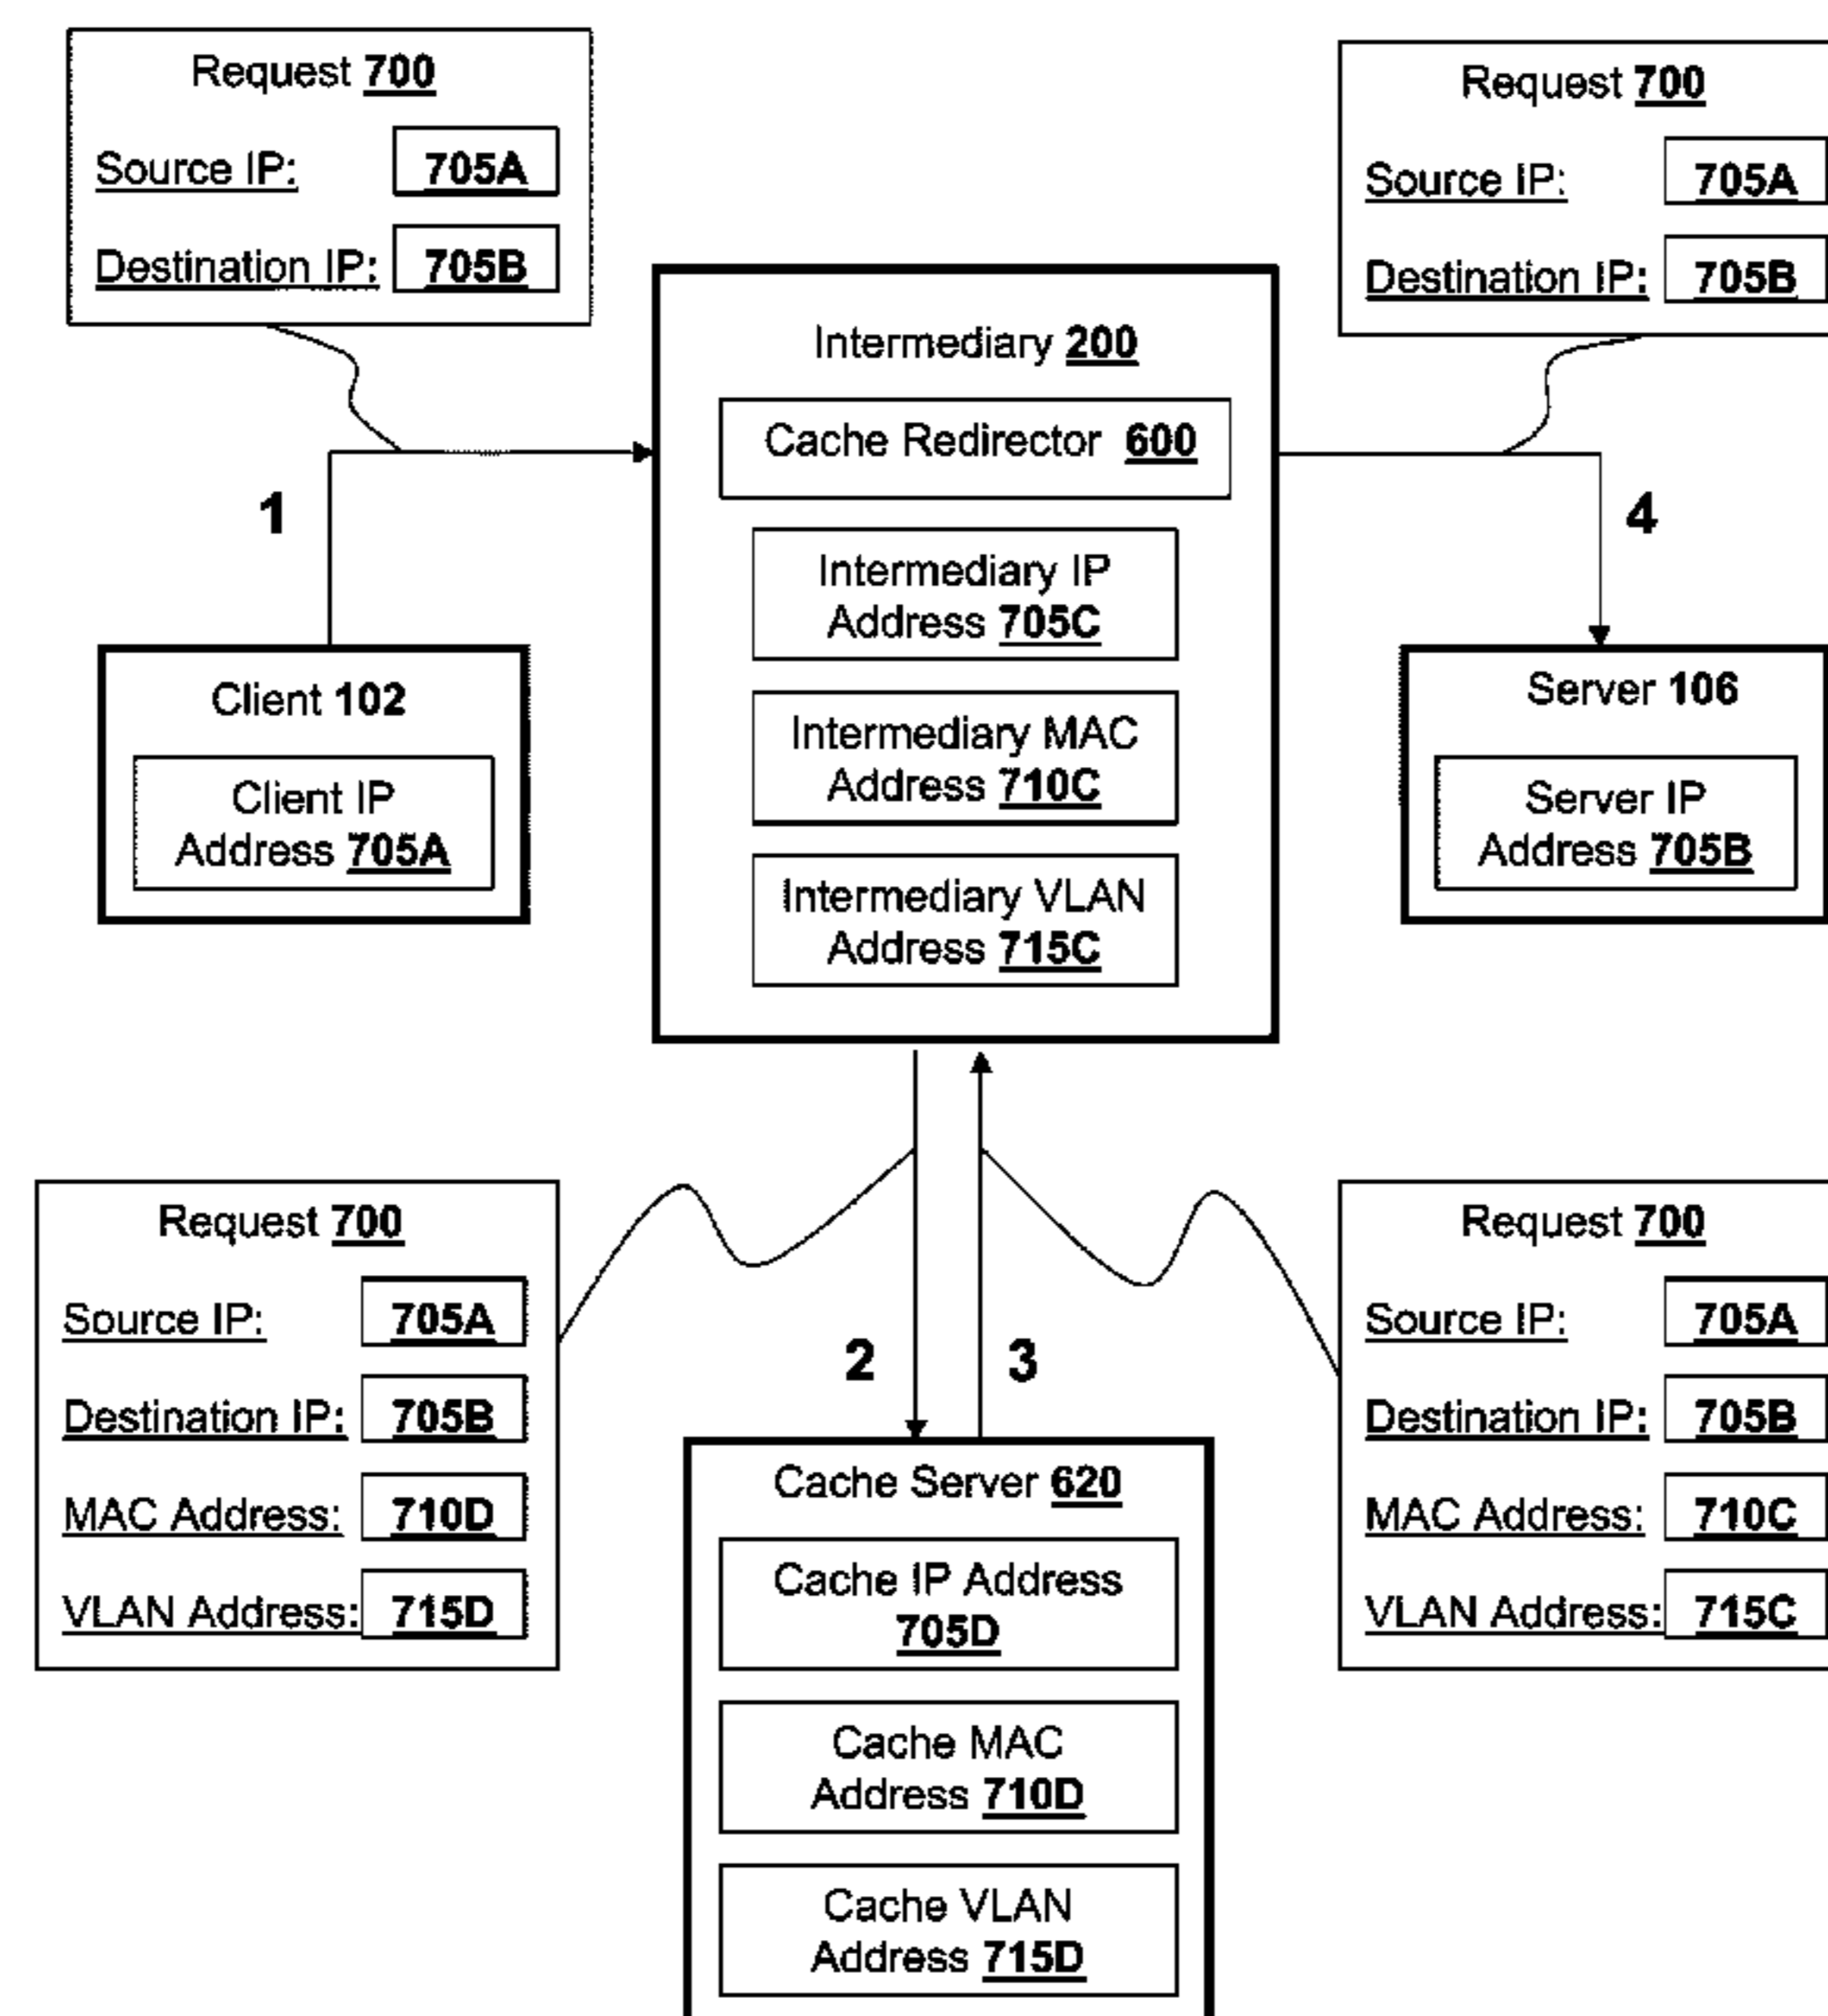 Request 700
Source IP: 705A
Destination IP: 705B
Request 700
Source IP: 705A
Destination IP: 705B
Intermediary 200
Cache Redirector 600
Intermediary IP
Address 705C
Intermediary MAC
Address 710C
Intermediary VLAN
Address 715C
1
4
Client 102
Client IP
Address 705A
Server 106
Server IP
Address 705B
Request 700
Source IP: 705A
Destination IP: 705B
MAC Address: 710D
VLAN Address: 715D
2
3
Request 700
Source IP: 705A
Destination IP: 705B
MAC Address: 710C
VLAN Address: 715C
Cache Server 620
Cache IP Address
705D
Cache MAC
Address 710D
Cache VLAN
Address 715D